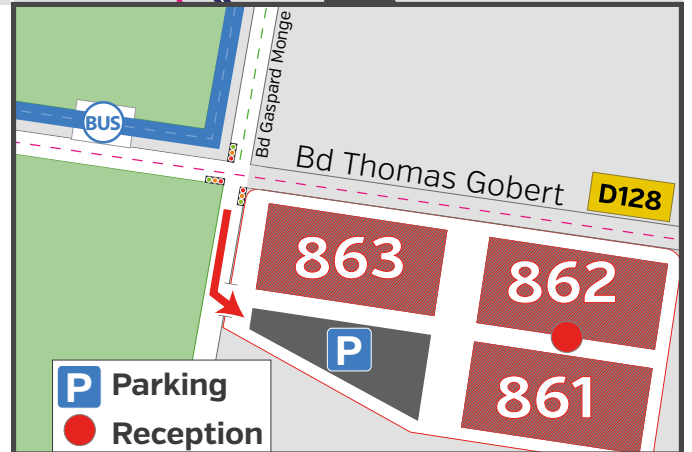 Bd Gaspard Monge
BUS
Bd Thomas Gobert
D128
863
862
P
861
P Parking
Reception